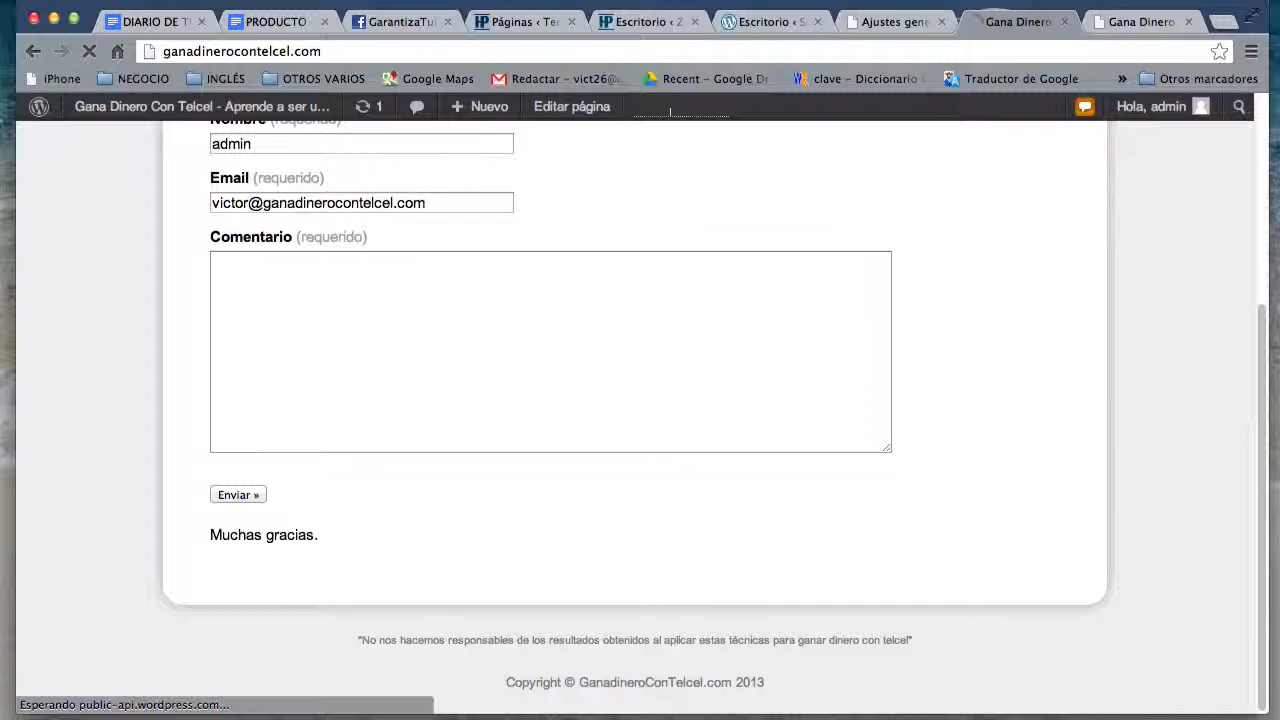 DIARIO DE T
PRODUCTO
GarantizaTu
Páginas ‹ Te
Escritorio ‹ Z
Escritorio ‹
Ajustes gen
Gana Dinero
Gana Dinero
ganadinerocontelcel.com
iPhone
NEGOCIO
INGLÉS
OTROS VARIOS
Google Maps
Redactar – vict26@
Recent – Google Dr
clave – Diccionario
Traductor de Google
»
Otros marcadores
Gana Dinero Con Telcel - Aprende a ser u...
1
+ Nuevo
Editar página
Hola, admin
Nombre (requerido)
admin
Email (requerido)
victor@ganadinerocontelcel.com
Comentario (requerido)
Enviar »
Muchas gracias.
"No nos hacemos responsables de los resultados obtenidos al aplicar estas técnicas para ganar dinero con telcel"
Copyright © GanadineroConTelcel.com 2013
Esperando public-api.wordpress.com...